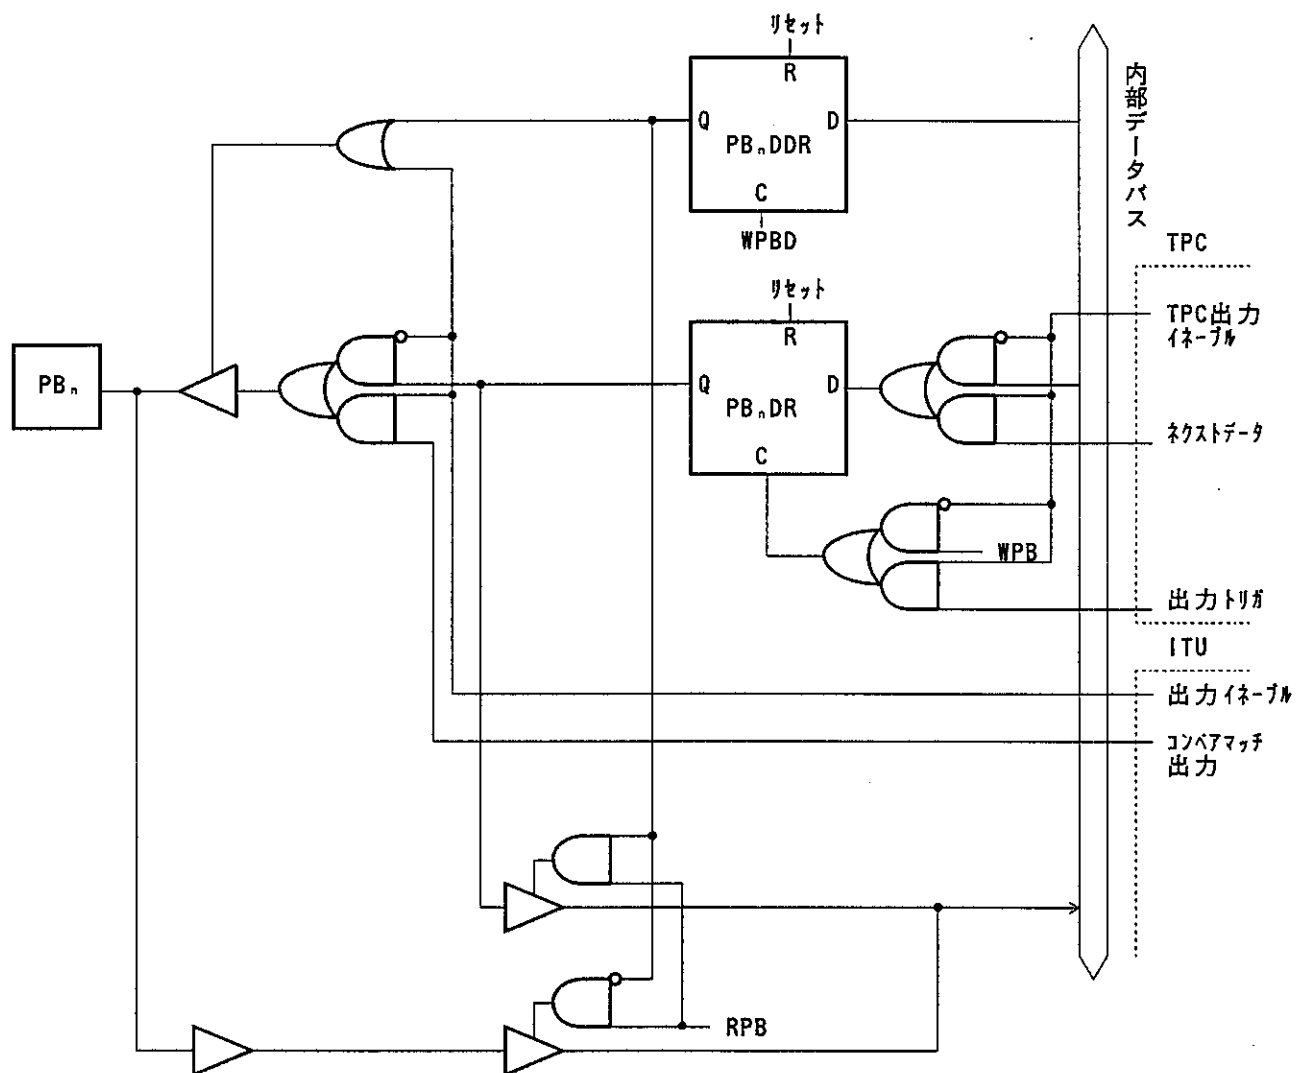 リセット
R
Q
D
PBnDDR
C
WPBD
内部データバス
TPC
リセット
R
Q
D
PBnDR
C
PBn
TPC出力
イネーブル
ネクストデータ
WPB
出力トリガ
ITU
出力イネーブル
コンペアマッチ
出力
RPB